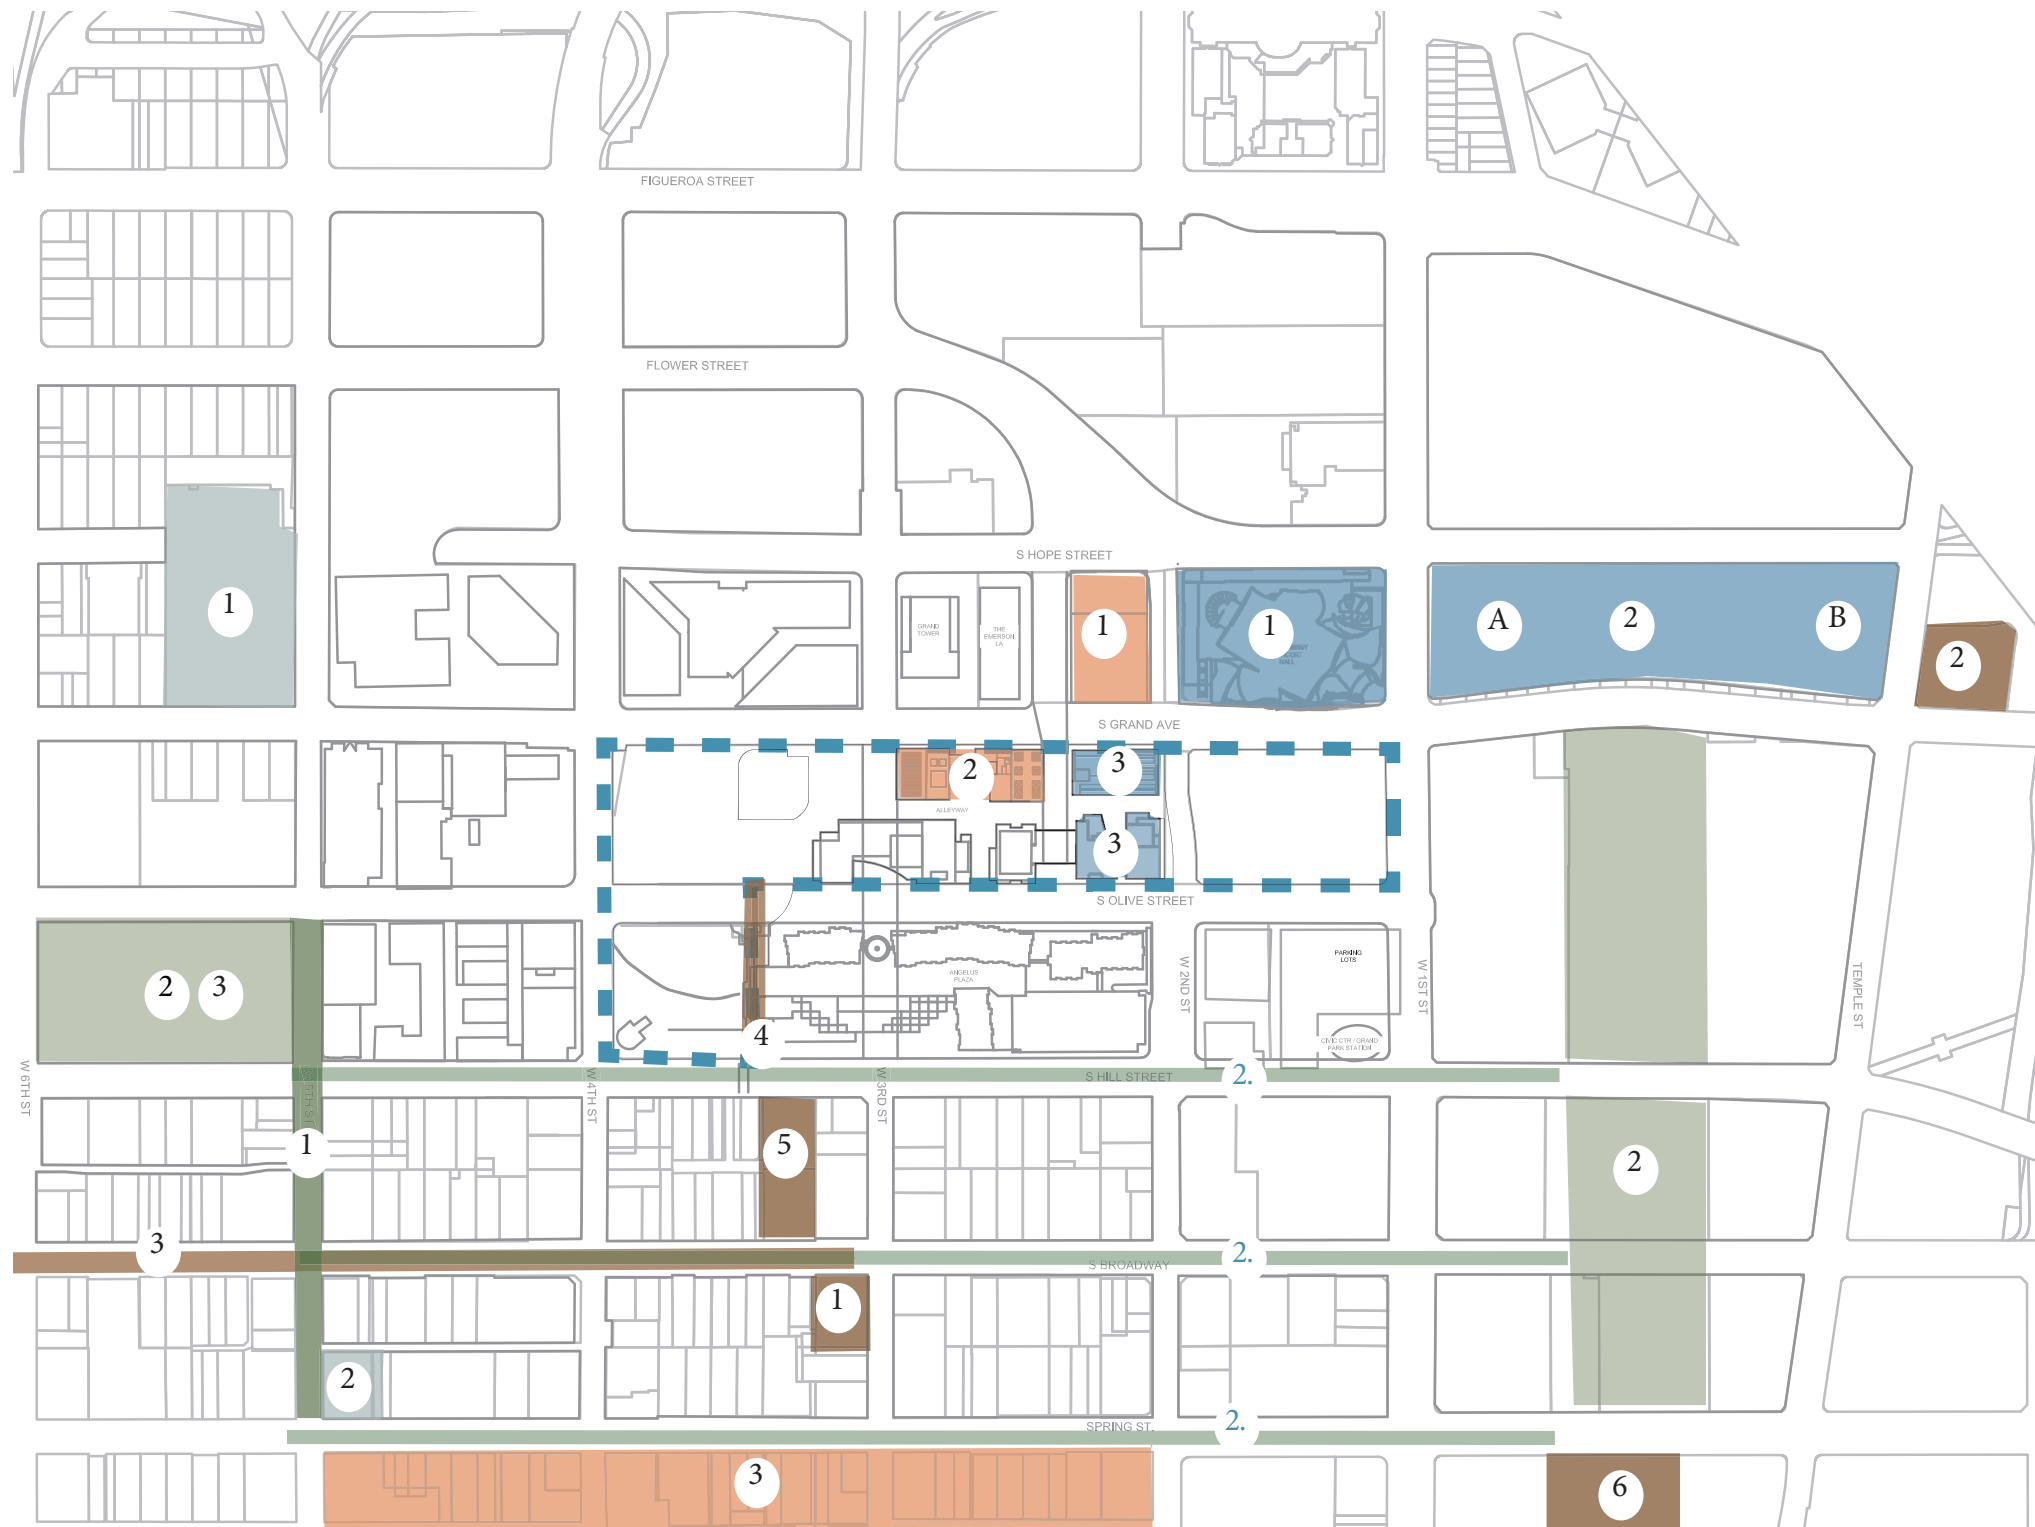 FIGUEROA STREET
FLOWER STREET
S HOPE STREET
1
GRAND
TOWER
THE
EMERSON
LA
1
1
HALL
A
2
B
2
S GRAND AVE
2
3
ALLEYWAY
3
S OLIVE STREET
2
3
ANGELUS
PLAZA
PARKING
LOTS
W 2ND ST
W 1ST ST
TEMPLE ST
4
CIVIC CTR / GRAND
PARK STATION
W 6TH ST
W 5TH ST
W 4TH ST
W 3RD ST
S HILL STREET
2.
1
5
2
3
S BROADWAY
2.
1
2
SPRING ST.
2.
3
6